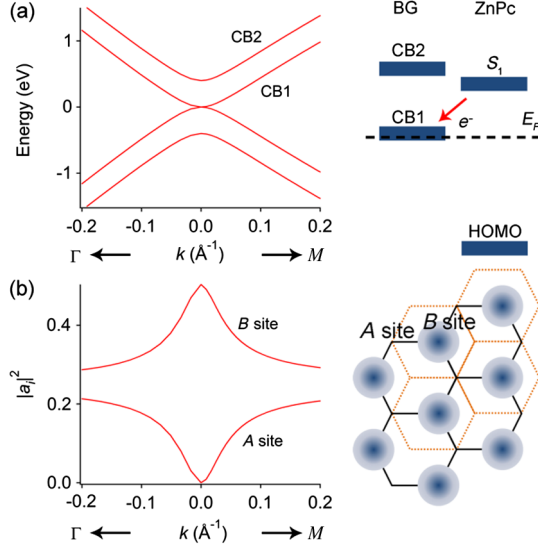 (a)
Energy (eV)
1
0
-1
CB2
CB1
-0.2 -0.1 0.0 0.1 0.2
Γ k (Å⁻¹) M
BG ZnPc
CB2
S₁
CB1
e⁻
E_F
HOMO
(b)
|aᵢ|²
0.4
0.2
0.0
B site
A site
-0.2 -0.1 0.0 0.1 0.2
Γ k (Å⁻¹) M
A site B site